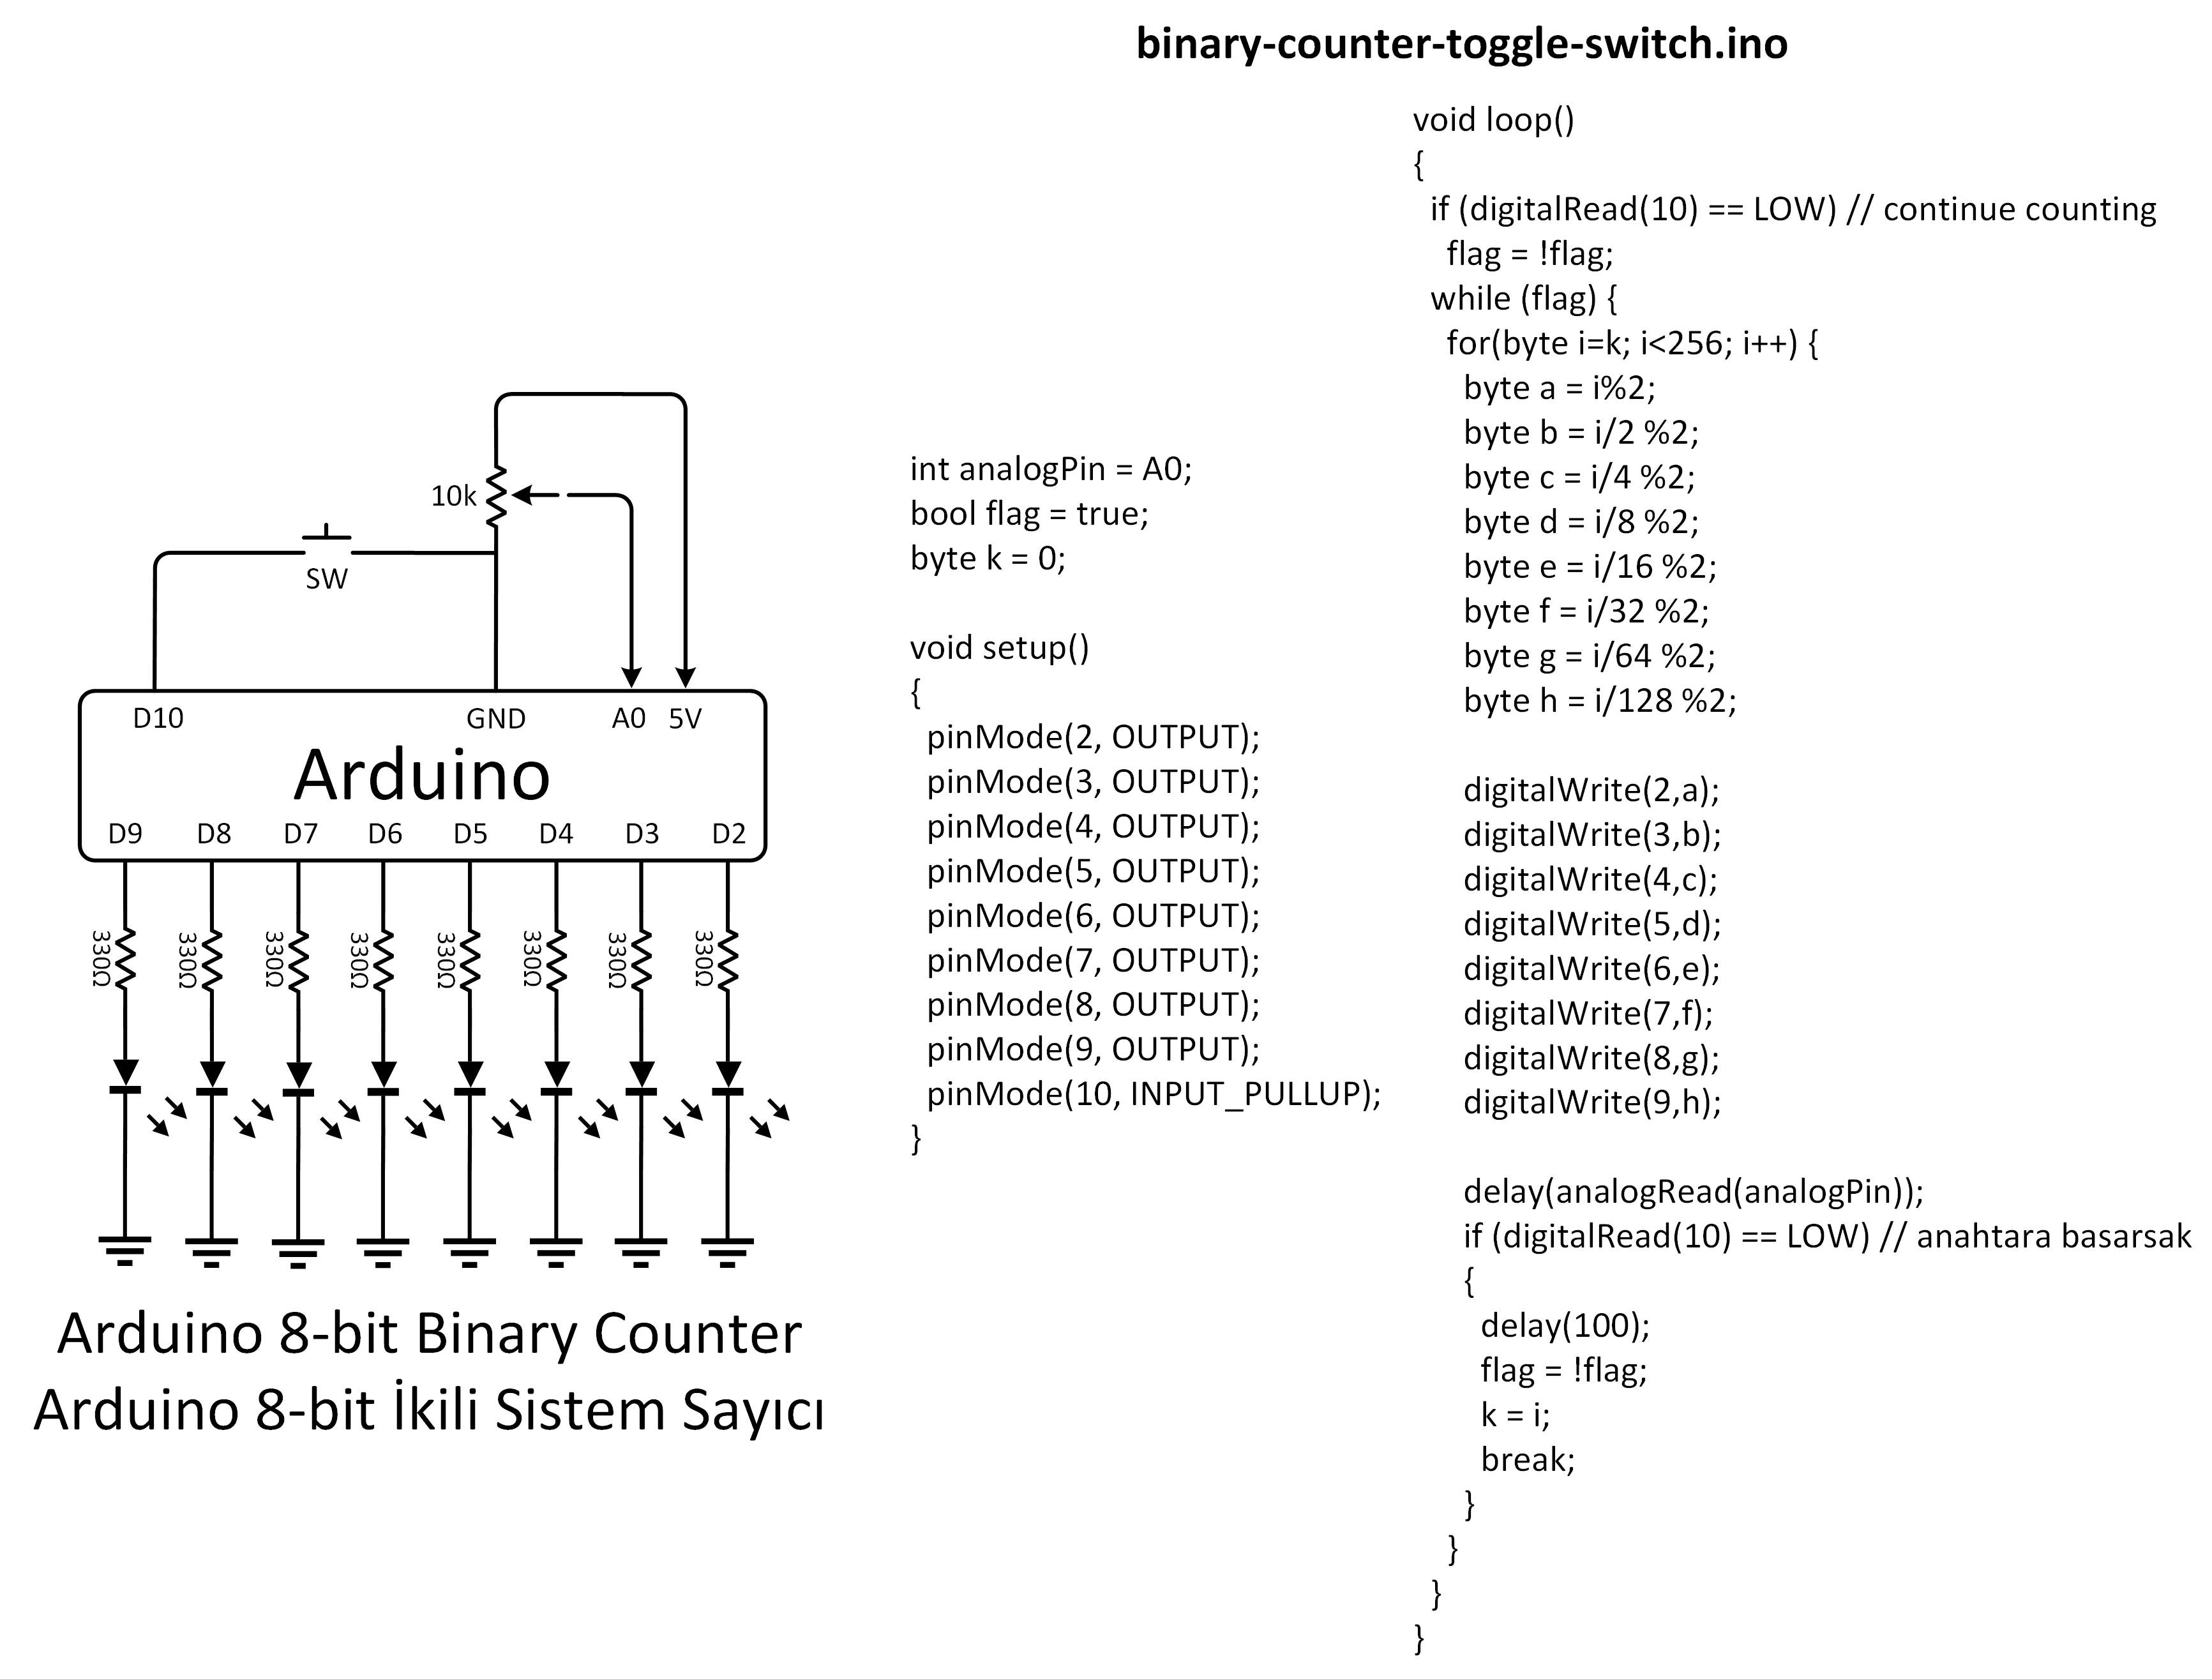 binary-counter-toggle-switch.ino
10k
SW
D10 GND A0 5V
Arduino
D9 D8 D7 D6 D5 D4 D3 D2
330Ω 330Ω 330Ω 330Ω 330Ω 330Ω 330Ω 330Ω
Arduino 8-bit Binary Counter
Arduino 8-bit İkili Sistem Sayıcı
int analogPin = A0;
bool flag = true;
byte k = 0;
void setup()
{
pinMode(2, OUTPUT);
pinMode(3, OUTPUT);
pinMode(4, OUTPUT);
pinMode(5, OUTPUT);
pinMode(6, OUTPUT);
pinMode(7, OUTPUT);
pinMode(8, OUTPUT);
pinMode(9, OUTPUT);
pinMode(10, INPUT_PULLUP);
}
void loop()
{
if (digitalRead(10) == LOW) // continue counting
flag = !flag;
while (flag) {
for(byte i=k; i<256; i++) {
byte a = i%2;
byte b = i/2 %2;
byte c = i/4 %2;
byte d = i/8 %2;
byte e = i/16 %2;
byte f = i/32 %2;
byte g = i/64 %2;
byte h = i/128 %2;
digitalWrite(2,a);
digitalWrite(3,b);
digitalWrite(4,c);
digitalWrite(5,d);
digitalWrite(6,e);
digitalWrite(7,f);
digitalWrite(8,g);
digitalWrite(9,h);
delay(analogRead(analogPin));
if (digitalRead(10) == LOW) // anahtara basarsak
{
delay(100);
flag = !flag;
k = i;
break;
}
}
}
}